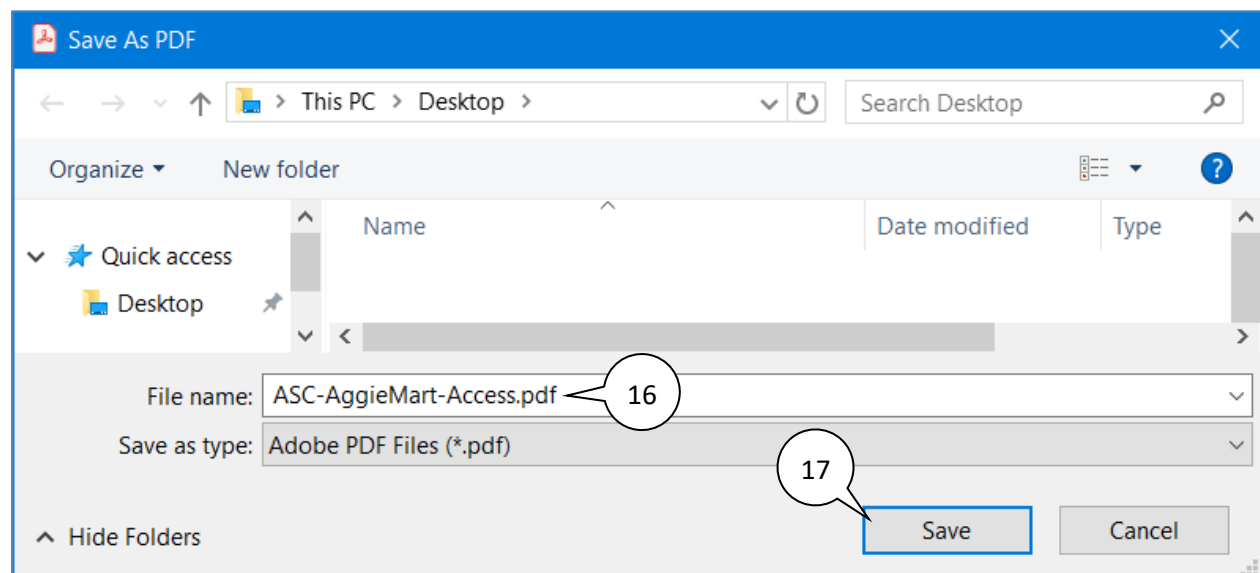 Save As PDF
This PC > Desktop >
Search Desktop
Organize
New folder
?
Name
Date modified
Type
Quick access
Desktop
File name: ASC-AggieMart-Access.pdf
16
Save as type: Adobe PDF Files (*.pdf)
17
Hide Folders
Save
Cancel